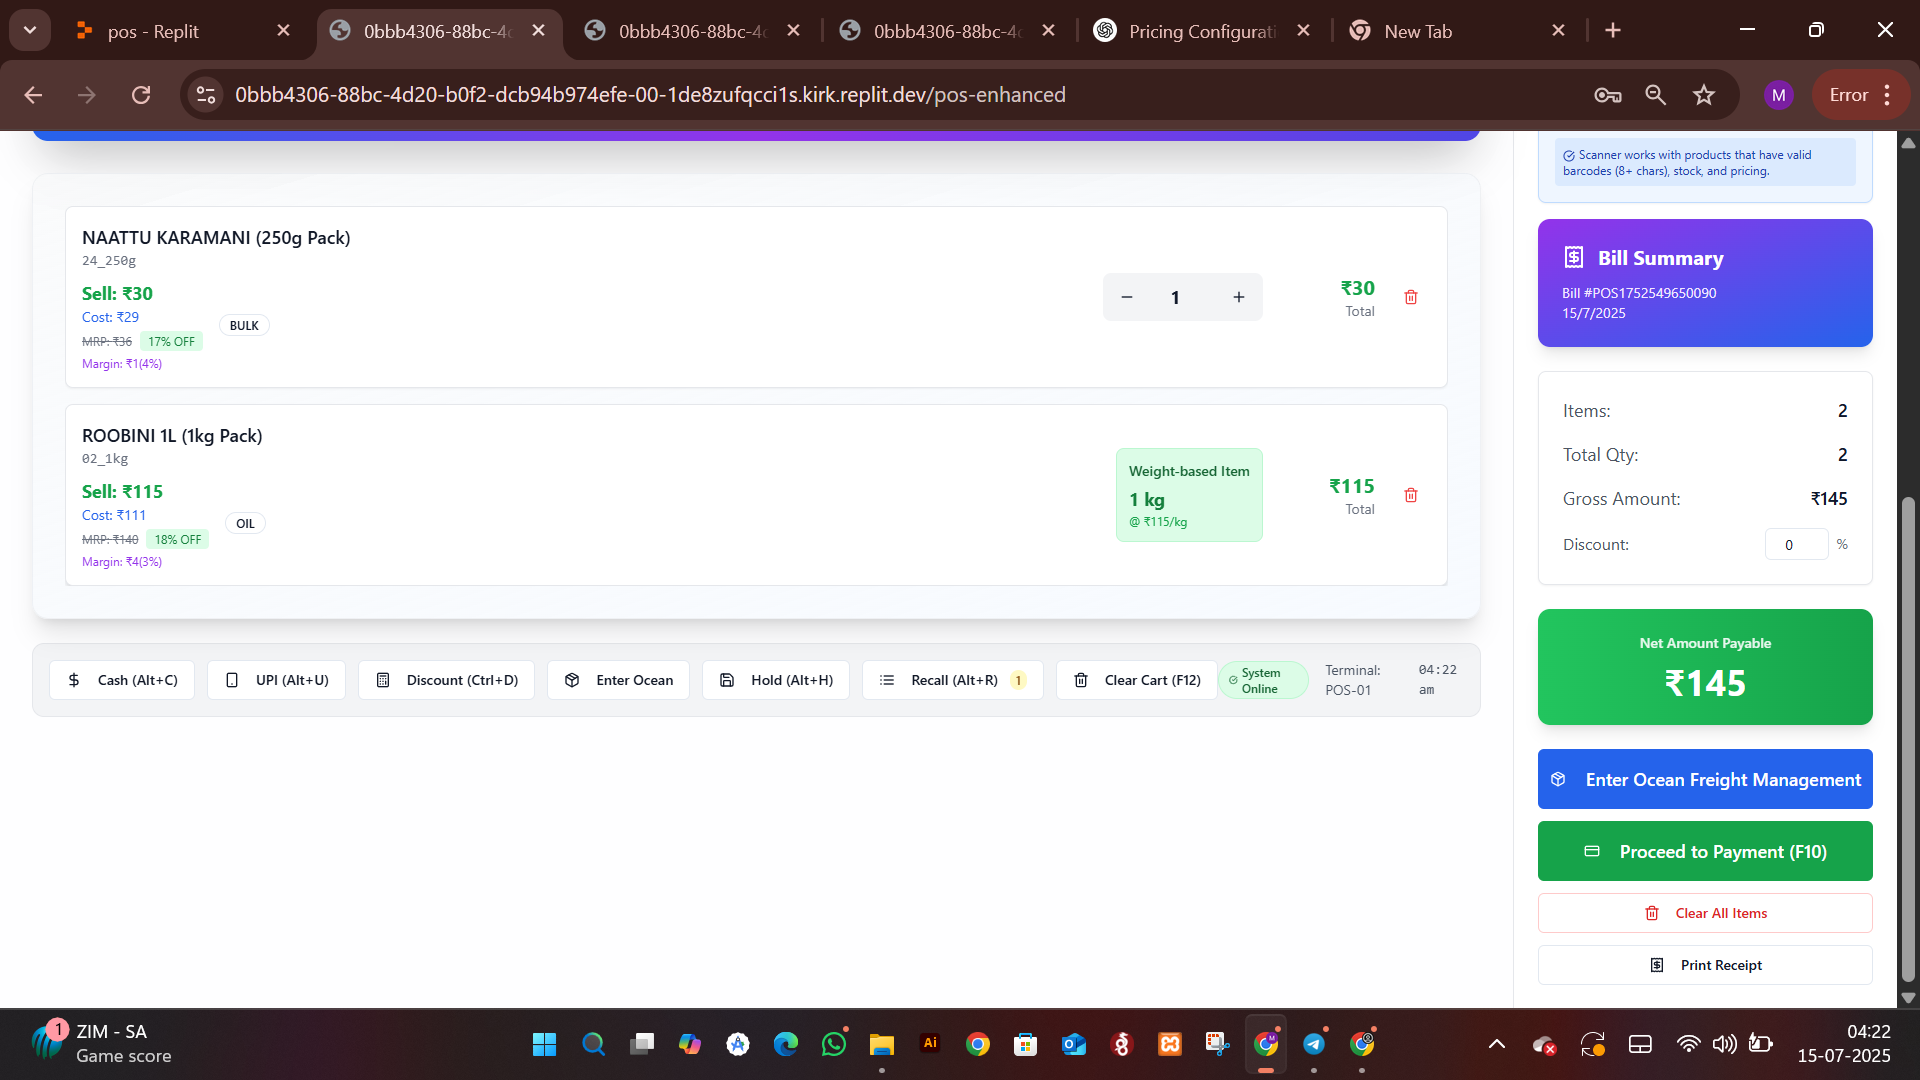 pos - Replit
0bbb4306-88bc-4d
0bbb4306-88bc-4d
0bbb4306-88bc-4d
Pricing Configurati
New Tab
0bbb4306-88bc-4d20-b0f2-dcb94b974efe-00-1de8zufqcci1s.kirk.replit.dev/pos-enhanced
M
Error
NAATTU KARAMANI (250g Pack)
24_250g
Sell: ₹30
Cost: ₹29
MRP: ₹36 17% OFF
Margin: ₹1(4%)
BULK
1
₹30
Total
ROOBINI 1L (1kg Pack)
02_1kg
Sell: ₹115
Cost: ₹111
MRP: ₹140 18% OFF
Margin: ₹4(3%)
OIL
Weight-based Item
1 kg
@ ₹115/kg
₹115
Total
Cash (Alt+C)
UPI (Alt+U)
Discount (Ctrl+D)
Enter Ocean
Hold (Alt+H)
Recall (Alt+R) 1
Clear Cart (F12)
System
Online
Terminal:
POS-01
04:22
am
Scanner works with products that have valid
barcodes (8+ chars), stock, and pricing.
Bill Summary
Bill #POS1752549650090
15/7/2025
Items: 2
Total Qty: 2
Gross Amount: ₹145
Discount: 0 %
Net Amount Payable
₹145
Enter Ocean Freight Management
Proceed to Payment (F10)
Clear All Items
Print Receipt
1
ZIM - SA
Game score
Ai
04:22
15-07-2025